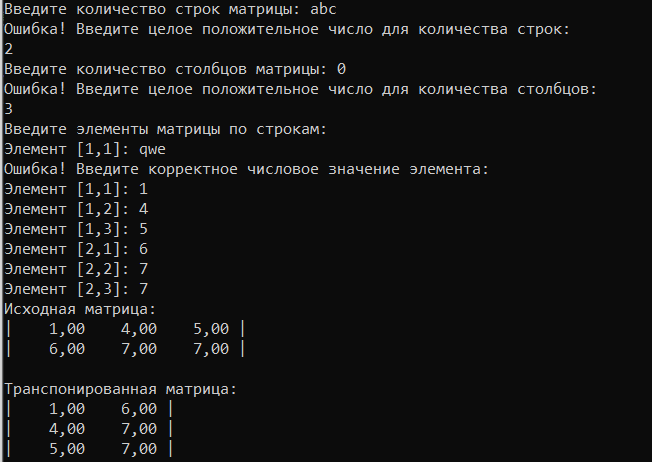 Введите количество строк матрицы: abc
Ошибка! Введите целое положительное число для количества строк:
2
Введите количество столбцов матрицы: 0
Ошибка! Введите целое положительное число для количества столбцов:
3
Введите элементы матрицы по строкам:
Элемент [1,1]: qwe
Ошибка! Введите корректное числовое значение элемента:
Элемент [1,1]: 1
Элемент [1,2]: 4
Элемент [1,3]: 5
Элемент [2,1]: 6
Элемент [2,2]: 7
Элемент [2,3]: 7
Исходная матрица:
|    1,00    4,00    5,00 |
|    6,00    7,00    7,00 |

Транспонированная матрица:
|    1,00    6,00 |
|    4,00    7,00 |
|    5,00    7,00 |